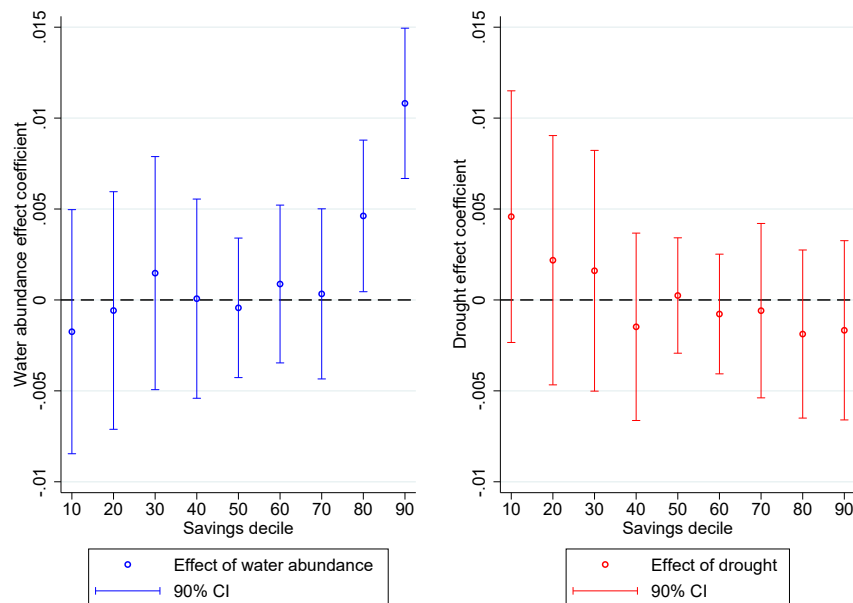 Water abundance effect coefficient
.015
.01
.005
0
-.005
-.01
10 20 30 40 50 60 70 80 90
Savings decile
Effect of water abundance
90% CI
Drought effect coefficient
.015
.01
.005
0
-.005
-.01
10 20 30 40 50 60 70 80 90
Savings decile
Effect of drought
90% CI